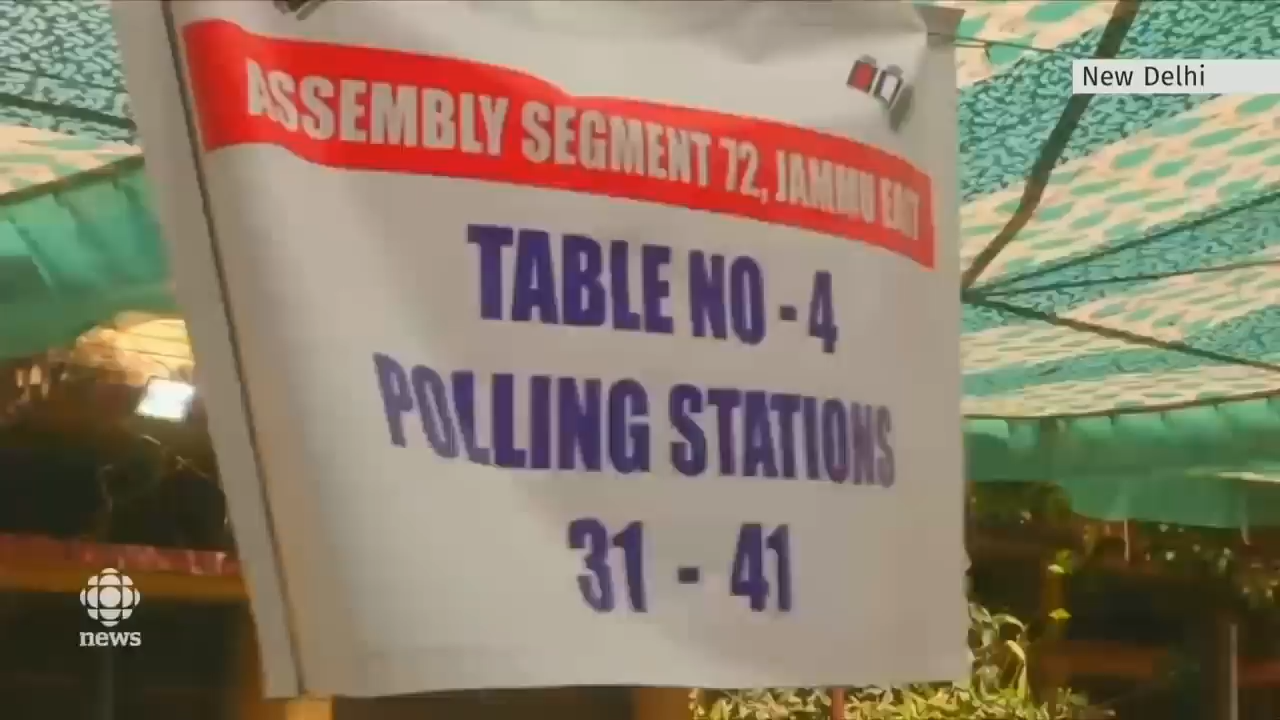 New Delhi
ASSEMBLY SEGMENT 72, JAMMU EAST
TABLE NO - 4
POLLING STATIONS
31 - 41
news